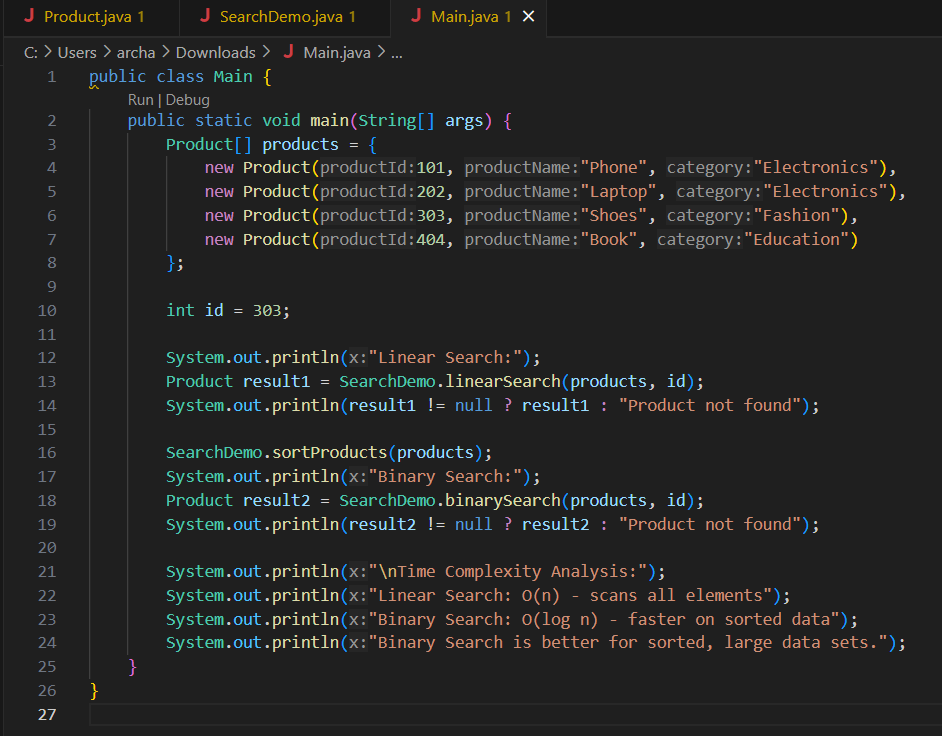 Product.java 1 SearchDemo.java 1 Main.java 1
C: > Users > archa > Downloads > Main.java > ...
1 public class Main {
Run | Debug
2 public static void main(String[] args) {
3 Product[] products = {
4 new Product(productId:101, productName:"Phone", category:"Electronics"),
5 new Product(productId:202, productName:"Laptop", category:"Electronics"),
6 new Product(productId:303, productName:"Shoes", category:"Fashion"),
7 new Product(productId:404, productName:"Book", category:"Education")
8 };
9
10 int id = 303;
11
12 System.out.println(x:"Linear Search:");
13 Product result1 = SearchDemo.linearSearch(products, id);
14 System.out.println(result1 != null ? result1 : "Product not found");
15
16 SearchDemo.sortProducts(products);
17 System.out.println(x:"Binary Search:");
18 Product result2 = SearchDemo.binarySearch(products, id);
19 System.out.println(result2 != null ? result2 : "Product not found");
20
21 System.out.println(x:"\nTime Complexity Analysis:");
22 System.out.println(x:"Linear Search: O(n) - scans all elements");
23 System.out.println(x:"Binary Search: O(log n) - faster on sorted data");
24 System.out.println(x:"Binary Search is better for sorted, large data sets.");
25 }
26 }
27